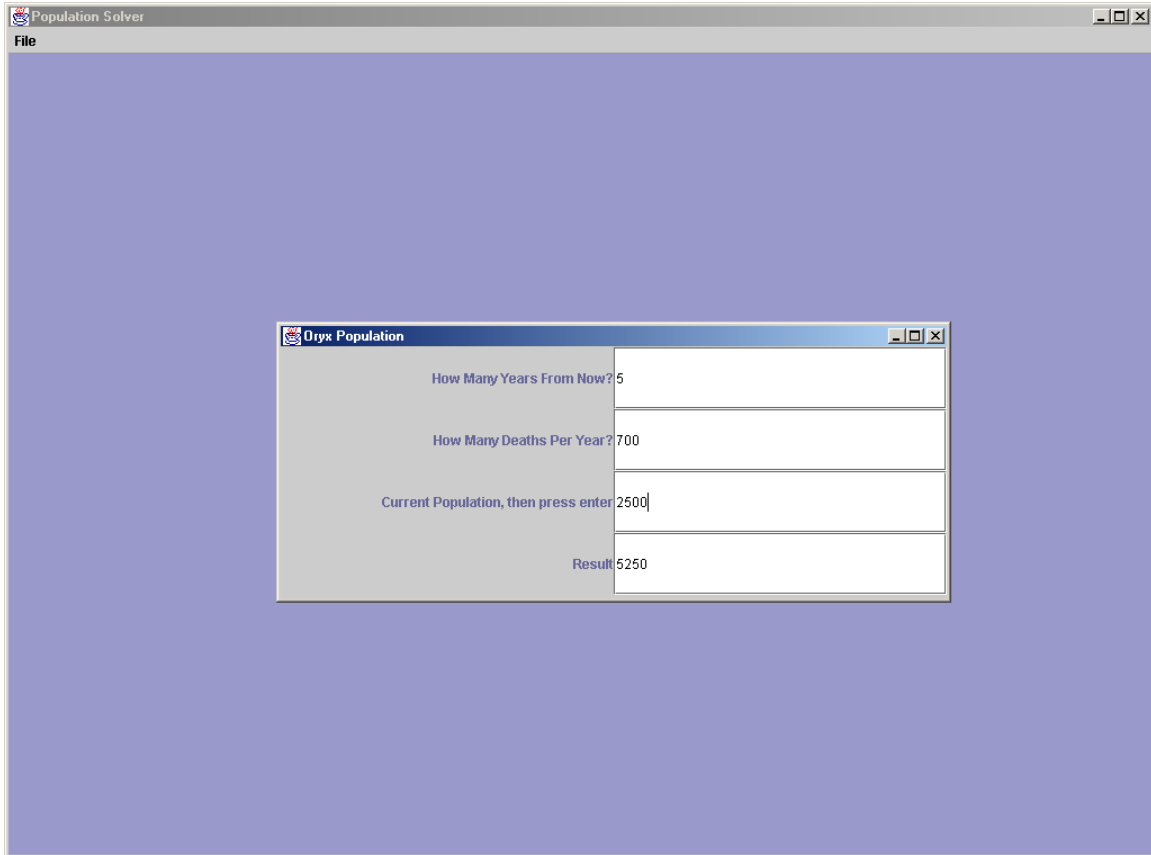 Population Solver
File
Oryx Population
How Many Years From Now? 5
How Many Deaths Per Year? 700
Current Population, then press enter 2500
Result 5250